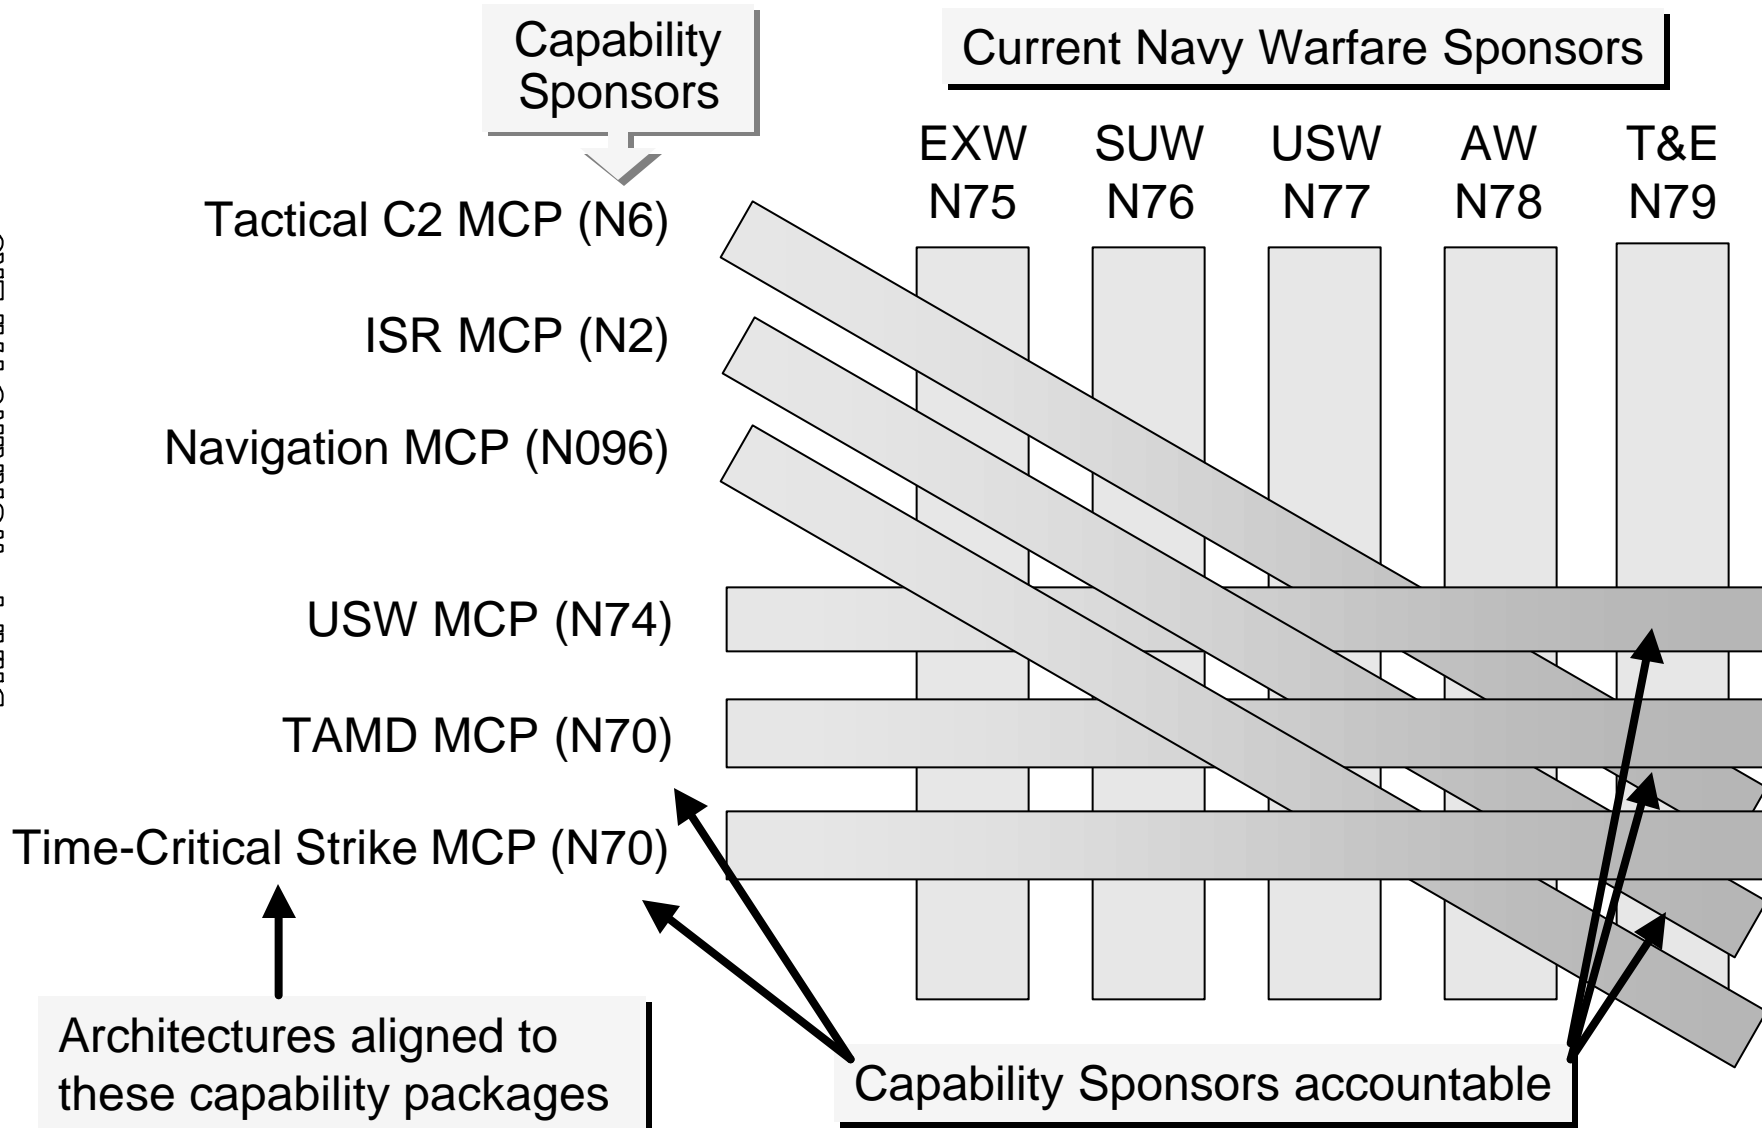 Capability
Sponsors
Current Navy Warfare Sponsors
EXW
N75
SUW
N76
USW
N77
AW
N78
T&E
N79
Tactical C2 MCP (N6)
ISR MCP (N2)
Navigation MCP (N096)
USW MCP (N74)
TAMD MCP (N70)
Time-Critical Strike MCP (N70)
Architectures aligned to
these capability packages
Capability Sponsors accountable